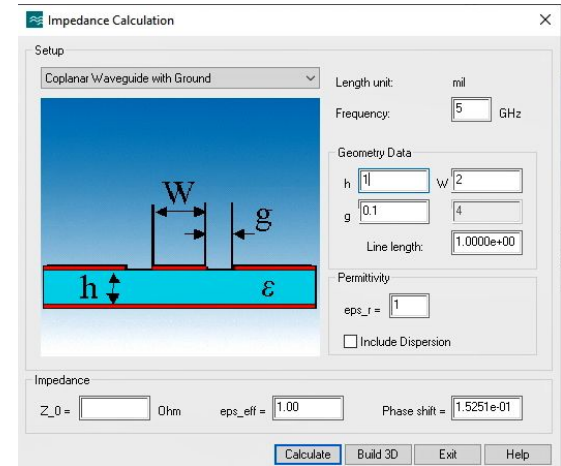 Impedance Calculation
Setup
Coplanar Waveguide with Ground
Length unit: mil
Frequency: 5 GHz
Geometry Data
h 1 W 2
g 0.1 4
Line length: 1.0000e+00
W
g
h ε
Permittivity
eps_r = 1
Include Dispersion
Impedance
Z_0 = Ohm eps_eff = 1.00 Phase shift = 1.5251e-01
Calculate Build 3D Exit Help